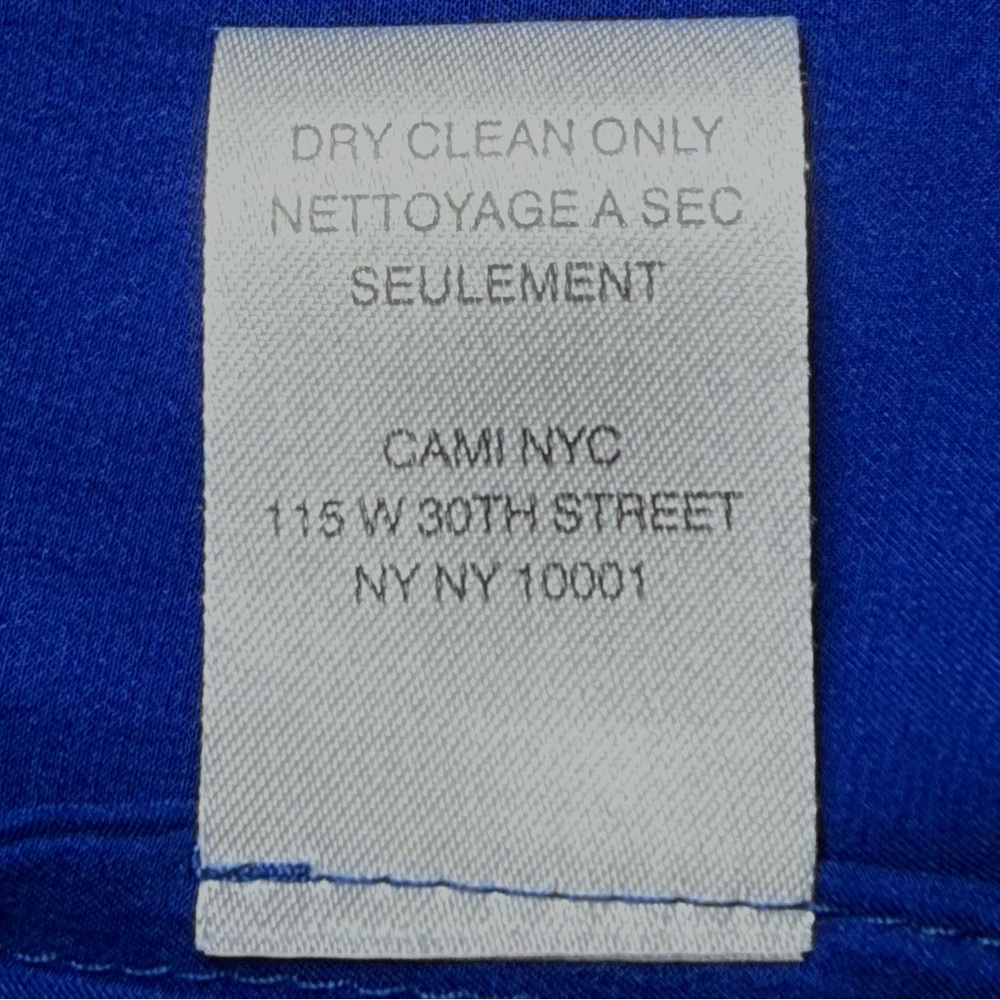 DRY CLEAN ONLY
NETTOYAGE A SEC
SEULEMENT
CAMI NYC
115 W 30TH STREET
NY NY 10001